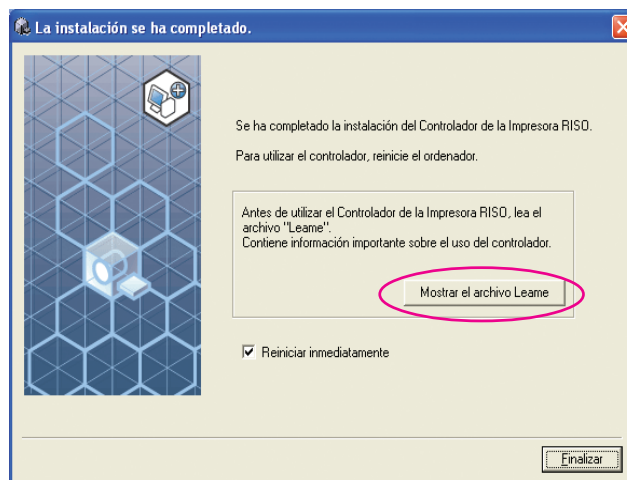 La instalación se ha completado.
Se ha completado la instalación del Controlador de la Impresora RISO.
Para utilizar el controlador, reinicie el ordenador.
Antes de utilizar el Controlador de la Impresora RISO, lea el
archivo "Leame".
Contiene información importante sobre el uso del controlador.
Mostrar el archivo Leame
Reiniciar inmediatamente
Finalizar